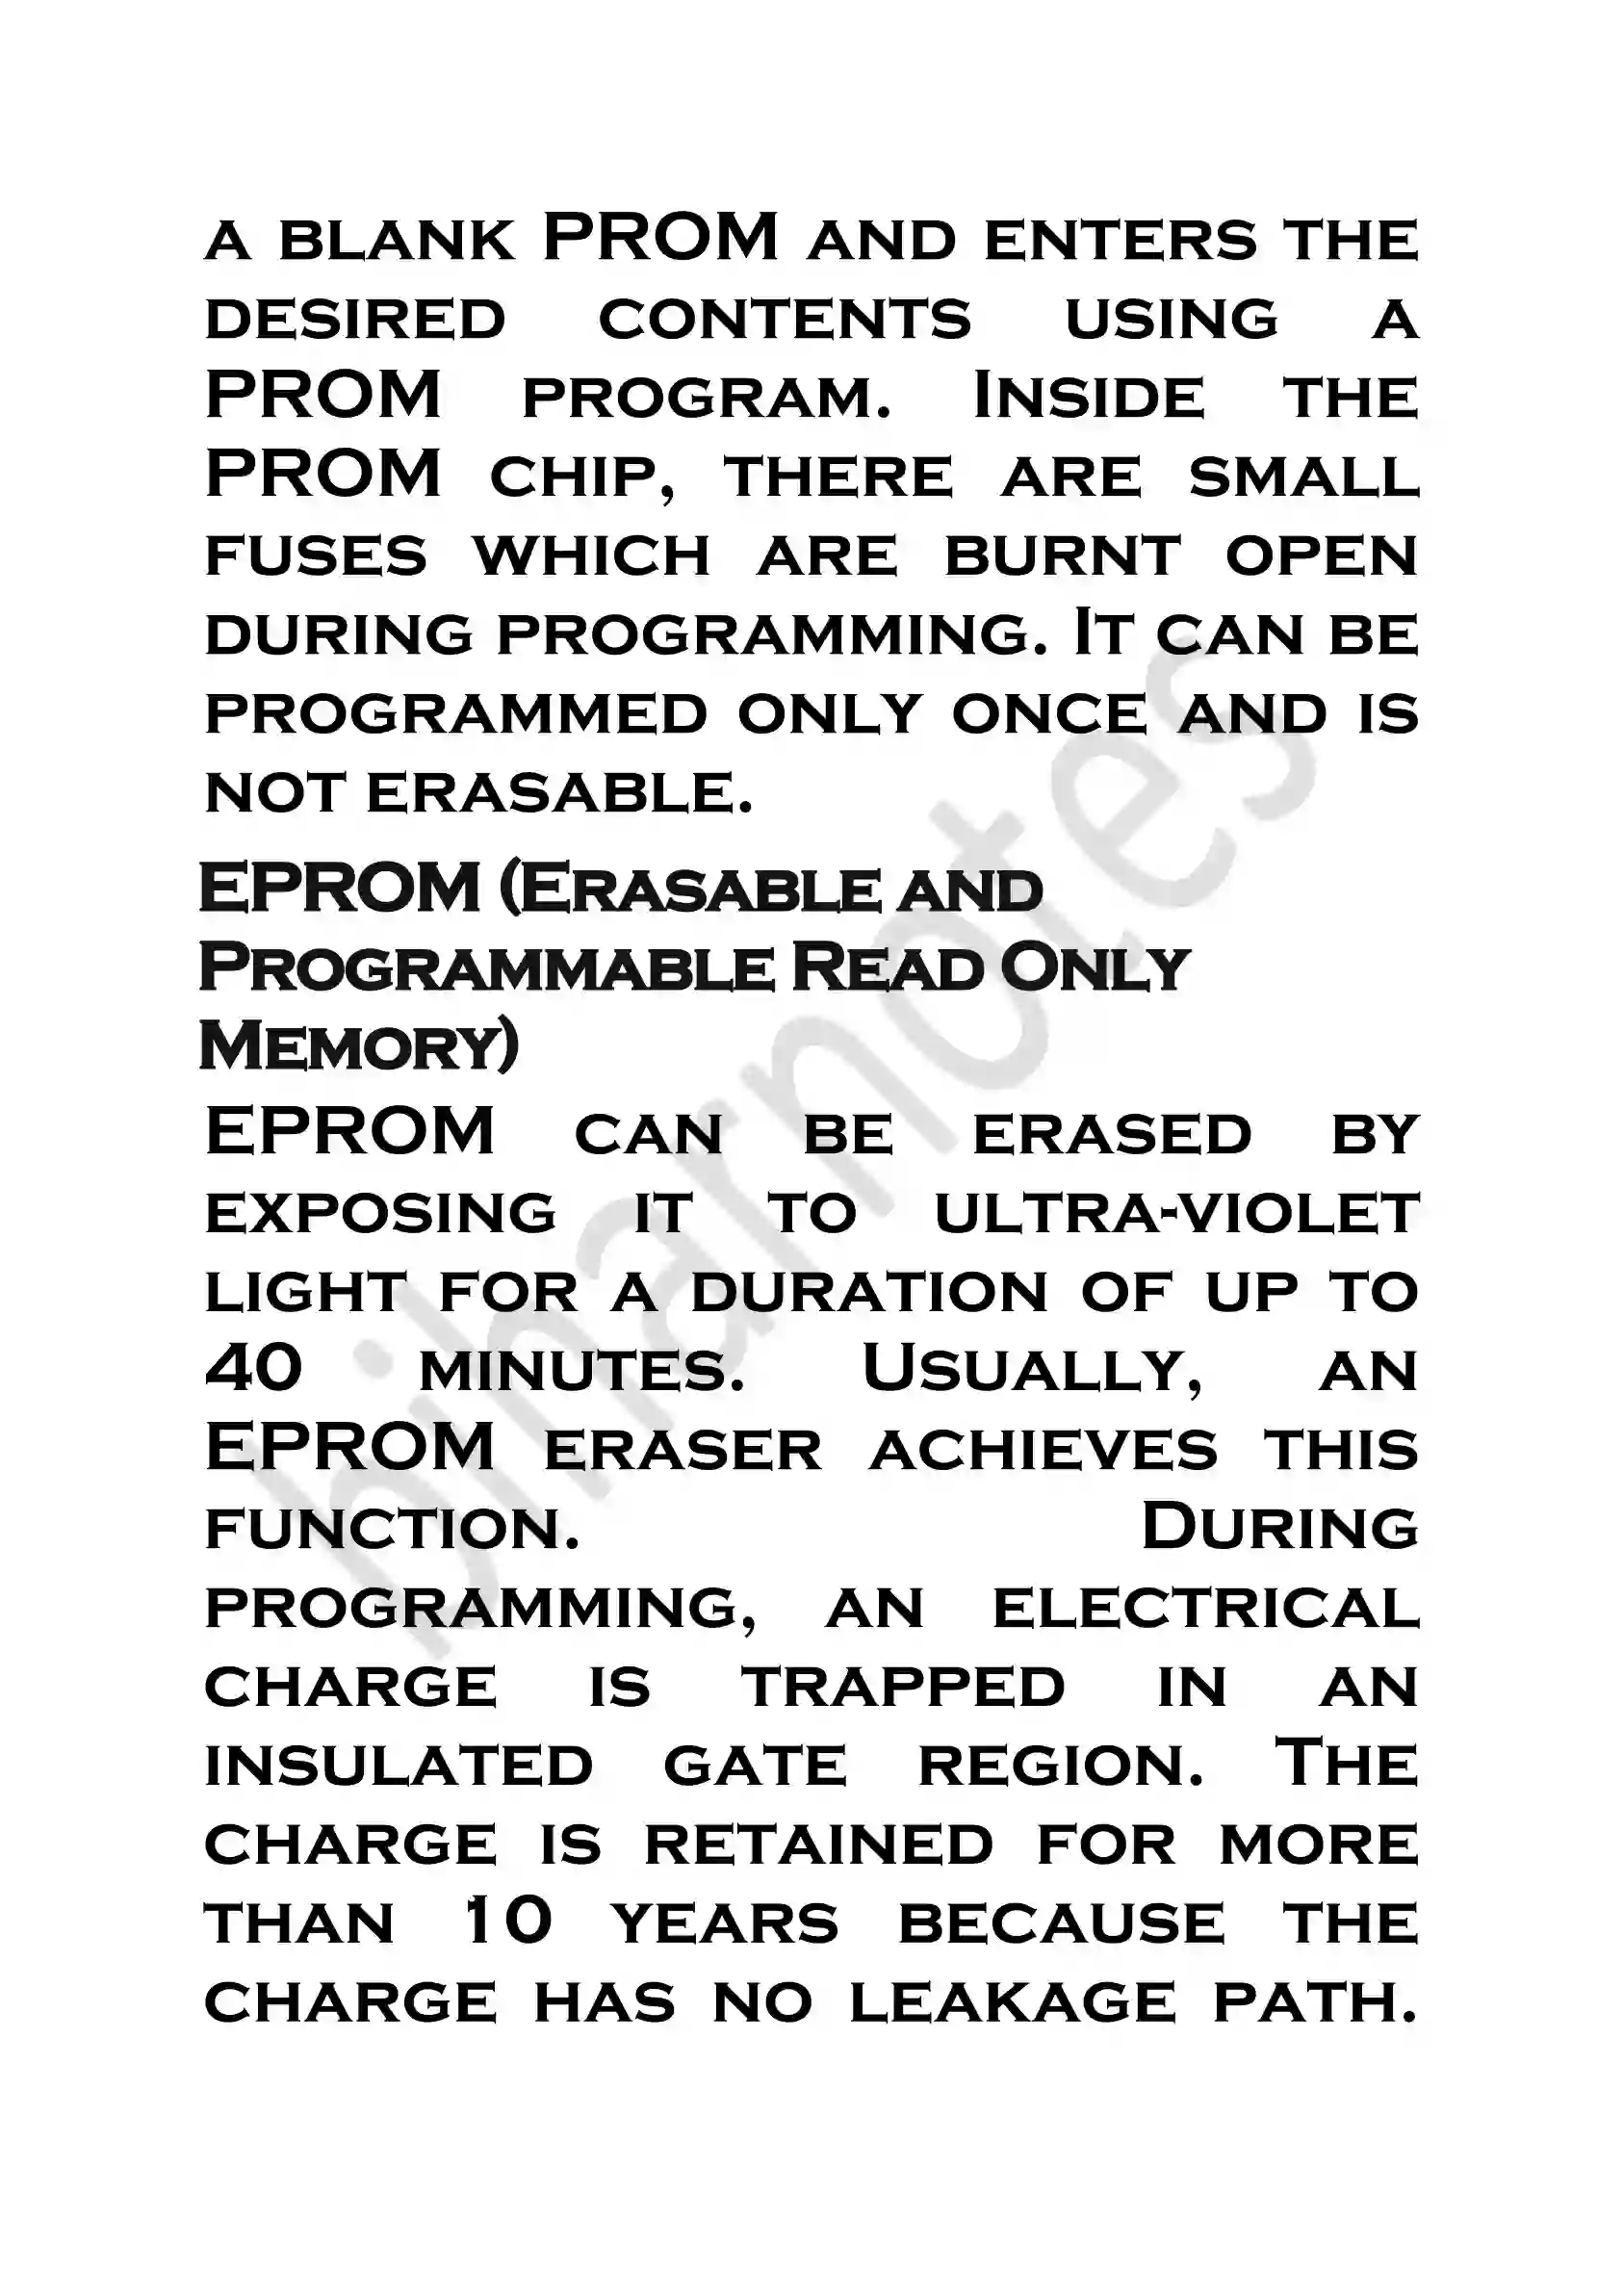 a blank PROM and enters the
desired contents using a
PROM program. Inside the
PROM chip, there are small
fuses which are burnt open
during programming. It can be
programmed only once and is
not erasable.
EPROM (Erasable and
Programmable Read Only
Memory)
EPROM can be erased by
exposing it to ultra-violet
light for a duration of up to
40 minutes. Usually, an
EPROM eraser achieves this
function. During
programming, an electrical
charge is trapped in an
insulated gate region. The
charge is retained for more
than 10 years because the
charge has no leakage path.
biharnotes